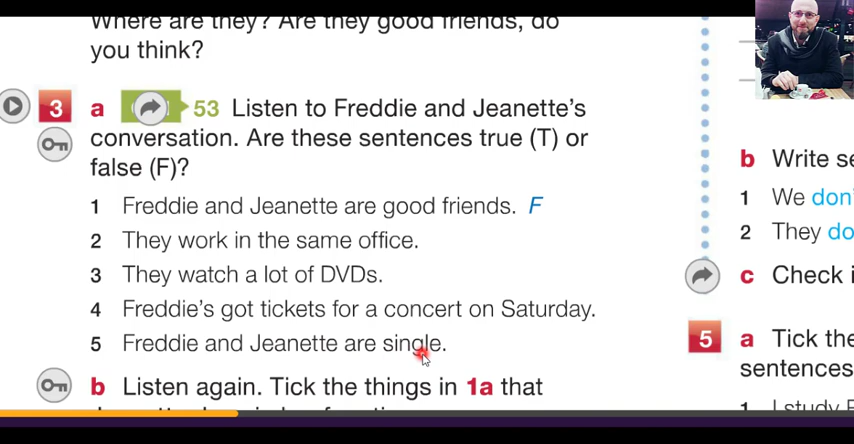 Where are they? Are they good friends, do
you think?
3 a 53 Listen to Freddie and Jeanette's
conversation. Are these sentences true (T) or
false (F)?
1 Freddie and Jeanette are good friends. F
2 They work in the same office.
3 They watch a lot of DVDs.
4 Freddie's got tickets for a concert on Saturday.
5 Freddie and Jeanette are single.
b Listen again. Tick the things in 1a that
b Write se
1 We don'
2 They do
c Check i
5 a Tick the
sentences
1 I study